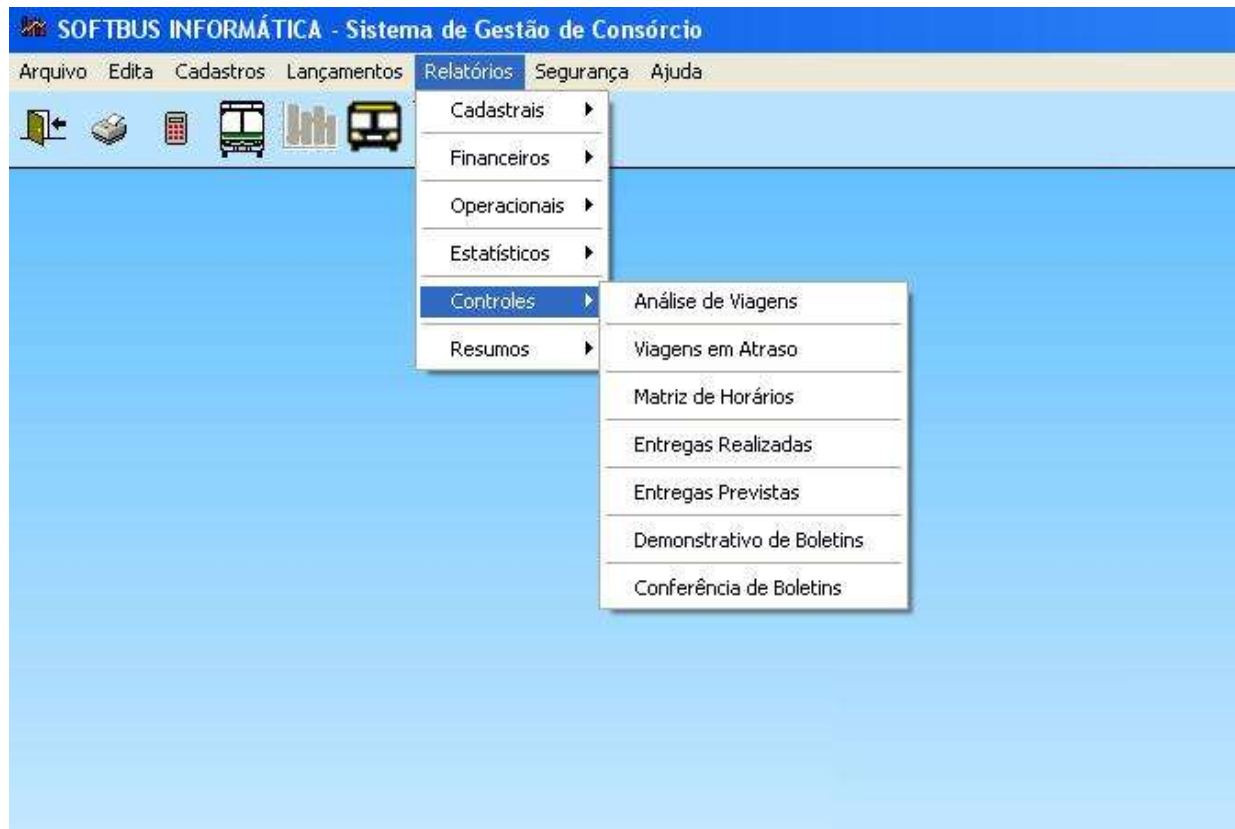 SOFTBUS INFORMÁTICA - Sistema de Gestão de Consórcio
Arquivo Edita Cadastros Lançamentos Relatórios Segurança Ajuda
Cadastrais
Financeiros
Operacionais
Estatísticos
Controles
Resumos
Análise de Viagens
Viagens em Atraso
Matriz de Horários
Entregas Realizadas
Entregas Previstas
Demonstrativo de Boletins
Conferência de Boletins